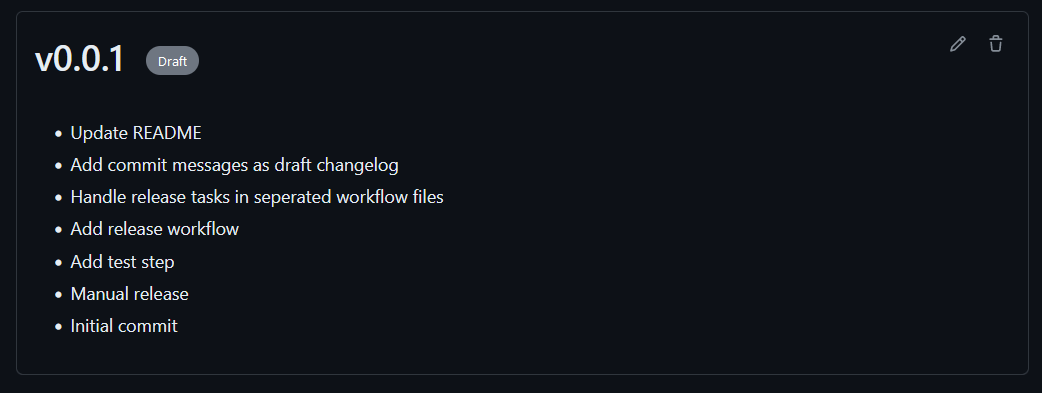 v0.0.1 Draft
• Update README
• Add commit messages as draft changelog
• Handle release tasks in seperated workflow files
• Add release workflow
• Add test step
• Manual release
• Initial commit